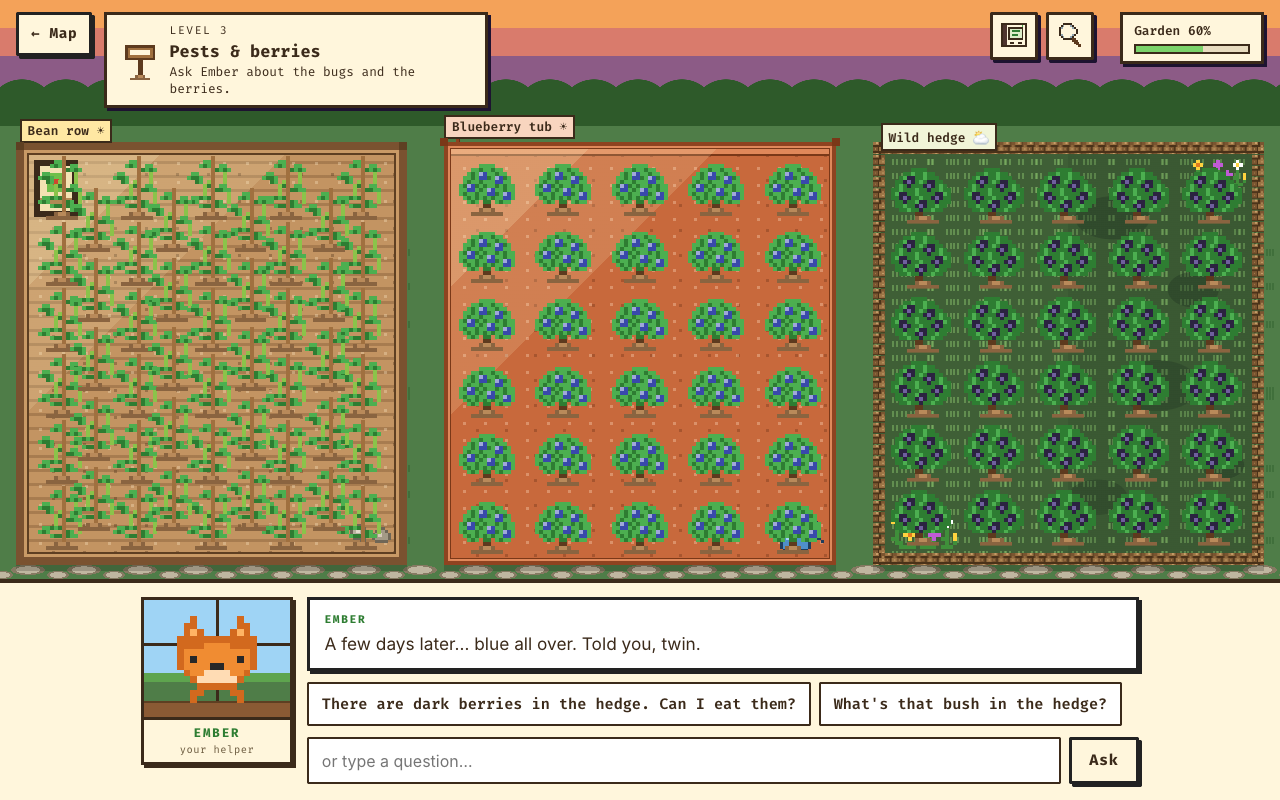 ← Map
LEVEL 3
Pests & berries
Ask Ember about the bugs and the
berries.
Garden 60%
Bean row ☀
Blueberry tub ☀
Wild hedge ⛅
EMBER
A few days later... blue all over. Told you, twin.
There are dark berries in the hedge. Can I eat them?
What's that bush in the hedge?
EMBER
your helper
or type a question...
Ask